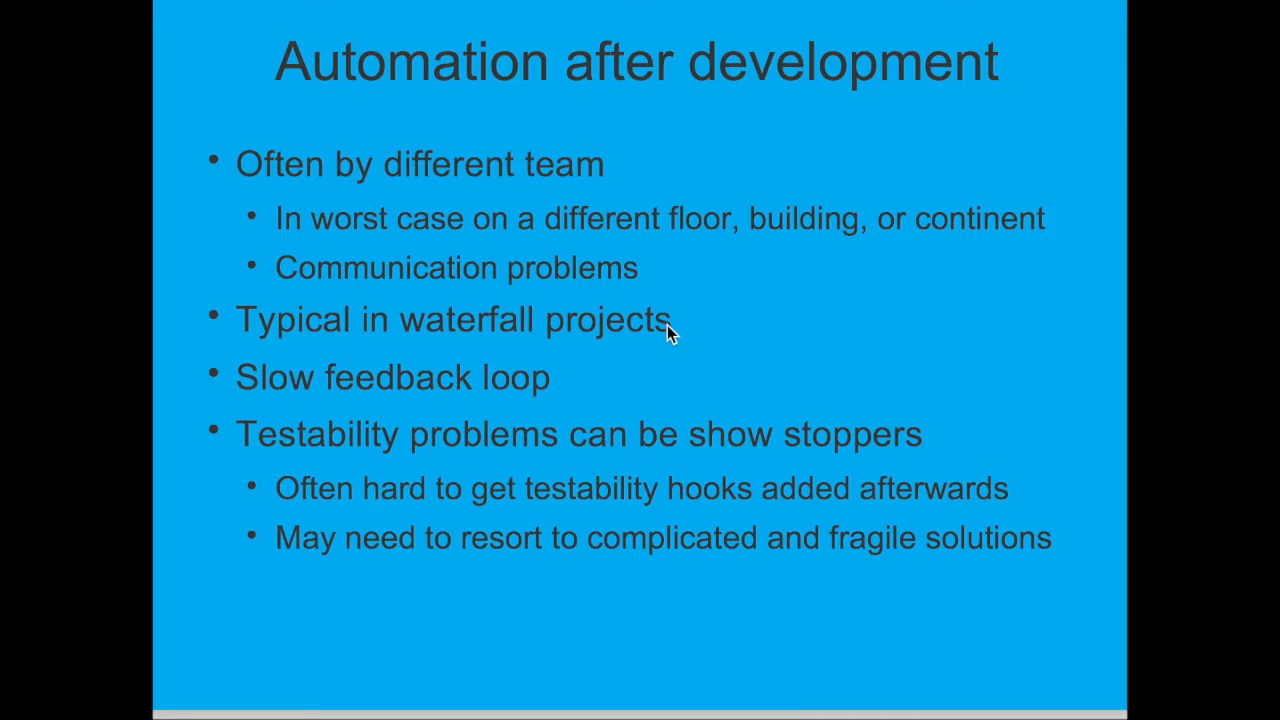 Automation after development
• Often by different team
• In worst case on a different floor, building, or continent
• Communication problems
• Typical in waterfall projects
• Slow feedback loop
• Testability problems can be show stoppers
• Often hard to get testability hooks added afterwards
• May need to resort to complicated and fragile solutions